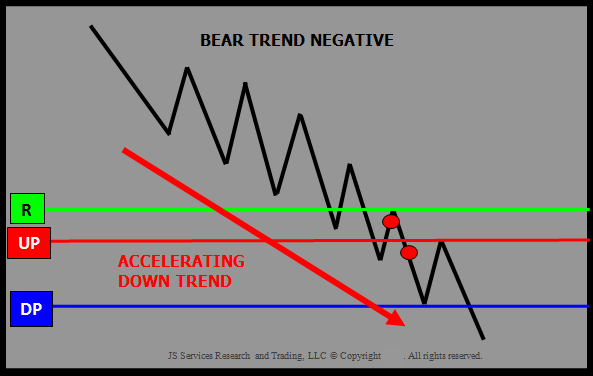 BEAR TREND NEGATIVE
R
UP
ACCELERATING
DOWN TREND
DP
JS Services Research and Trading, LLC © Copyright . All rights reserved.